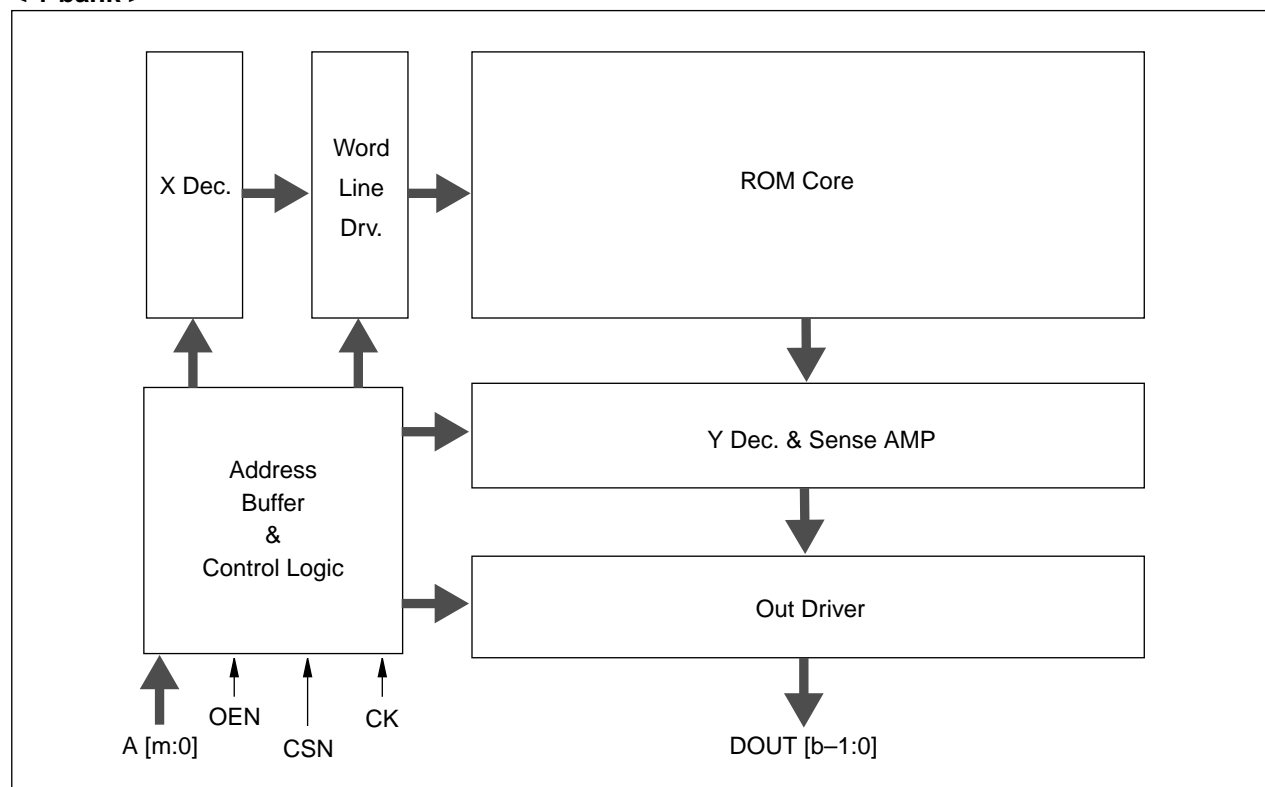 X Dec.
Word
Line
Drv.
ROM Core
Address
Buffer
&
Control Logic
Y Dec. & Sense AMP
Out Driver
A [m:0]
OEN
CSN
CK
DOUT [b–1:0]